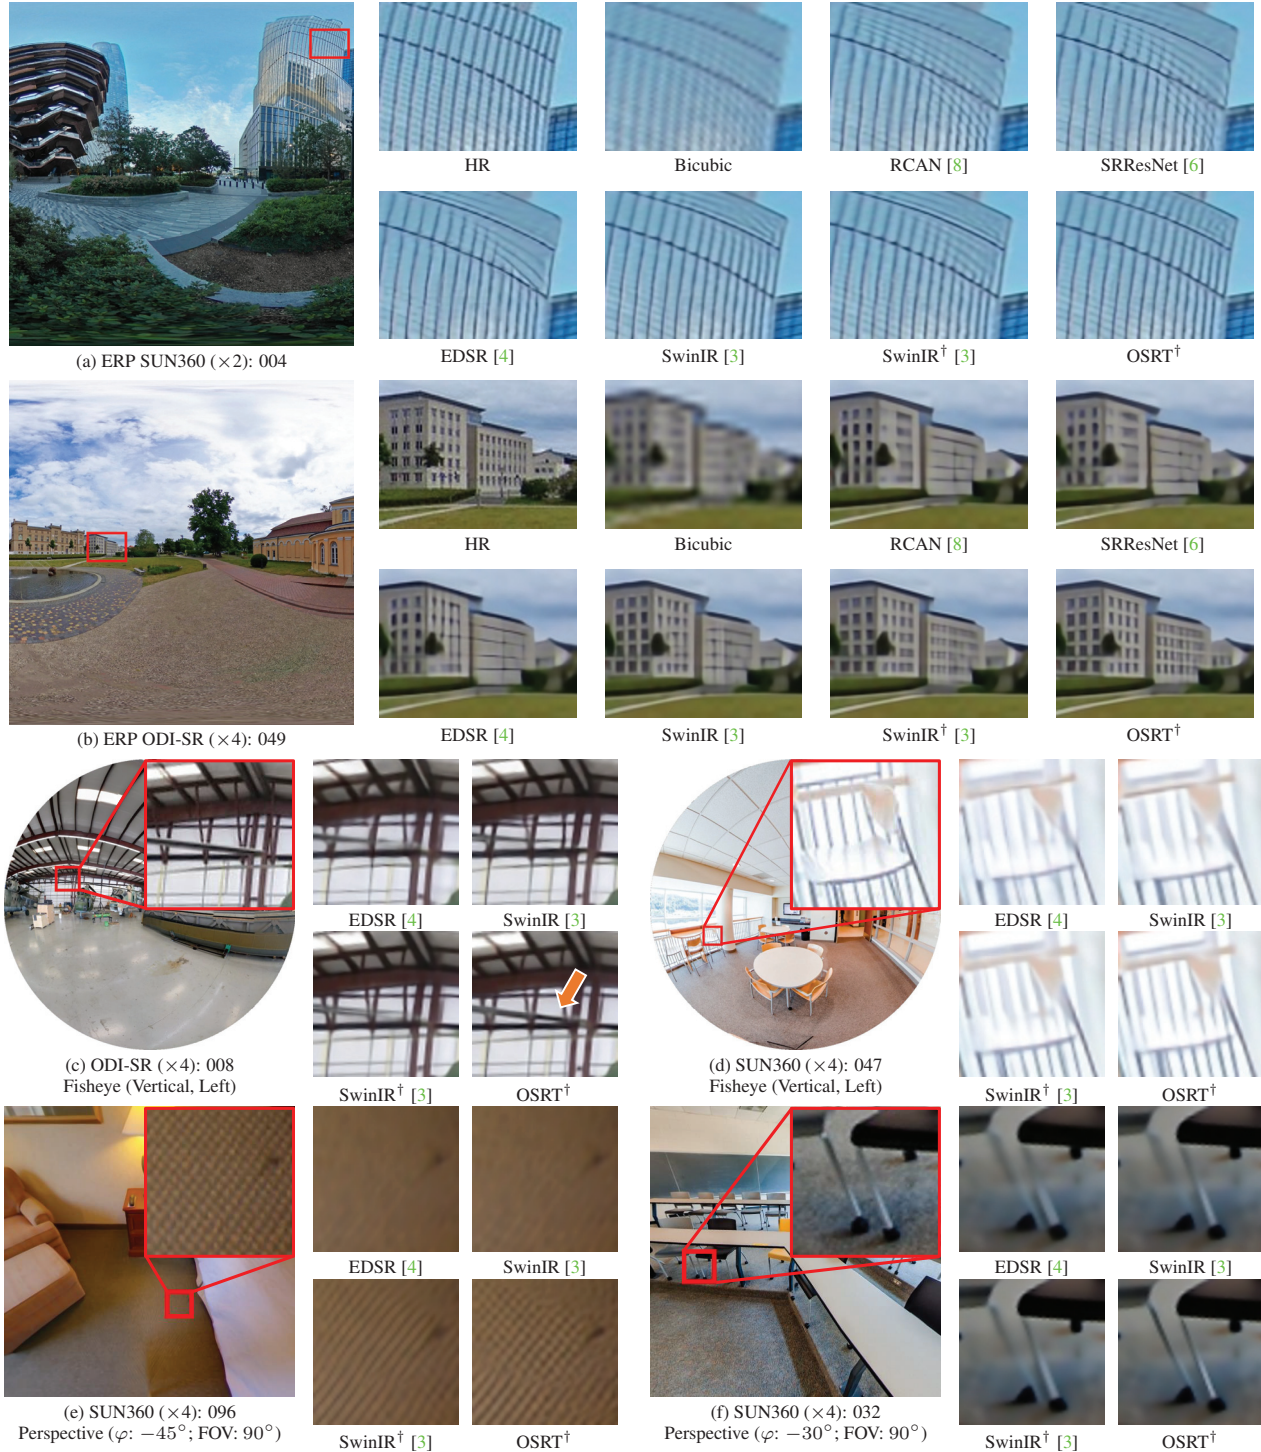 HR
Bicubic
RCAN [8]
SRResNet [6]
EDSR [4]
SwinIR [3]
SwinIR† [3]
OSRT†
(a) ERP SUN360 (×2): 004
HR
Bicubic
RCAN [8]
SRResNet [6]
EDSR [4]
SwinIR [3]
SwinIR† [3]
OSRT†
(b) ERP ODI-SR (×4): 049
EDSR [4]
SwinIR [3]
SwinIR† [3]
OSRT†
(c) ODI-SR (×4): 008
Fisheye (Vertical, Left)
EDSR [4]
SwinIR [3]
SwinIR† [3]
OSRT†
(d) SUN360 (×4): 047
Fisheye (Vertical, Left)
EDSR [4]
SwinIR [3]
SwinIR† [3]
OSRT†
(e) SUN360 (×4): 096
Perspective (φ: −45°; FOV: 90°)
EDSR [4]
SwinIR [3]
SwinIR† [3]
OSRT†
(f) SUN360 (×4): 032
Perspective (φ: −30°; FOV: 90°)